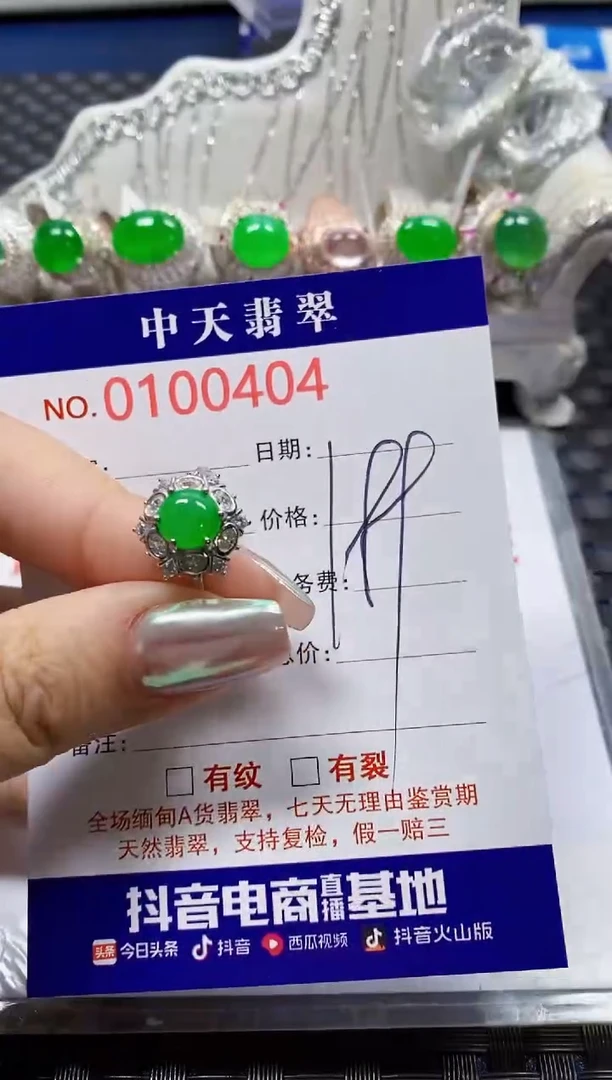 中天翡翠
NO.0100404
日期:
价格:
务费:
总价:
备注:
□ 有纹 □ 有裂
全场缅甸A货翡翠，七天无理由鉴赏期
天然翡翠，支持复检，假一赔三
抖音电商直播基地
头条 今日头条 抖音 西瓜视频 抖音火山版